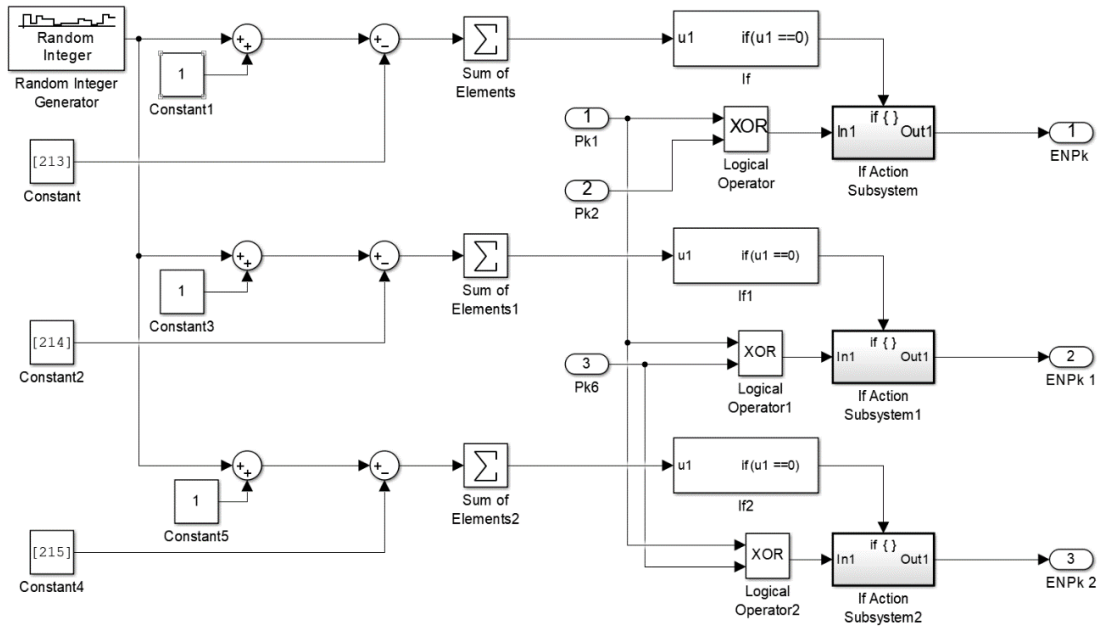 Random
Integer
Random Integer
Generator
+
+
1
Constant1
+
−
Sum of
Elements
u1 if(u1 ==0)
If
[213]
Constant
1
Pk1
2
Pk2
XOR
Logical
Operator
if { }
In1 Out1
If Action
Subsystem
1
ENPk
+
+
1
Constant3
+
−
Sum of
Elements1
u1 if(u1 ==0)
If1
[214]
Constant2
3
Pk6
XOR
Logical
Operator1
if { }
In1 Out1
If Action
Subsystem1
2
ENPk 1
+
+
1
Constant5
+
−
Sum of
Elements2
u1 if(u1 ==0)
If2
[215]
Constant4
XOR
Logical
Operator2
if { }
In1 Out1
If Action
Subsystem2
3
ENPk 2